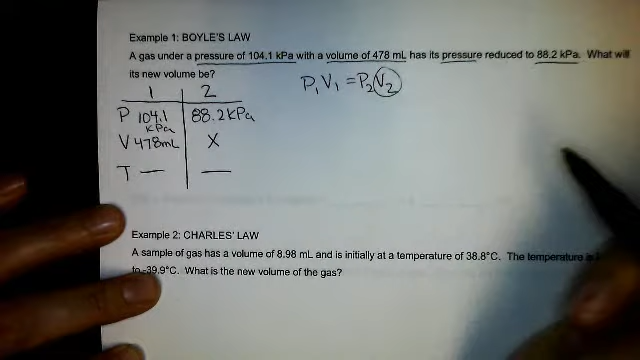 Example 1: BOYLE'S LAW
A gas under a pressure of 104.1 kPa with a volume of 478 mL has its pressure reduced to 88.2 kPa. What will
its new volume be?
P₁V₁ = P₂V₂
1 2
P 104.1 kPa 88.2 kPa
V 478mL X
T — —
Example 2: CHARLES' LAW
A sample of gas has a volume of 8.98 mL and is initially at a temperature of 38.8°C. The temperature is
to -39.9°C. What is the new volume of the gas?